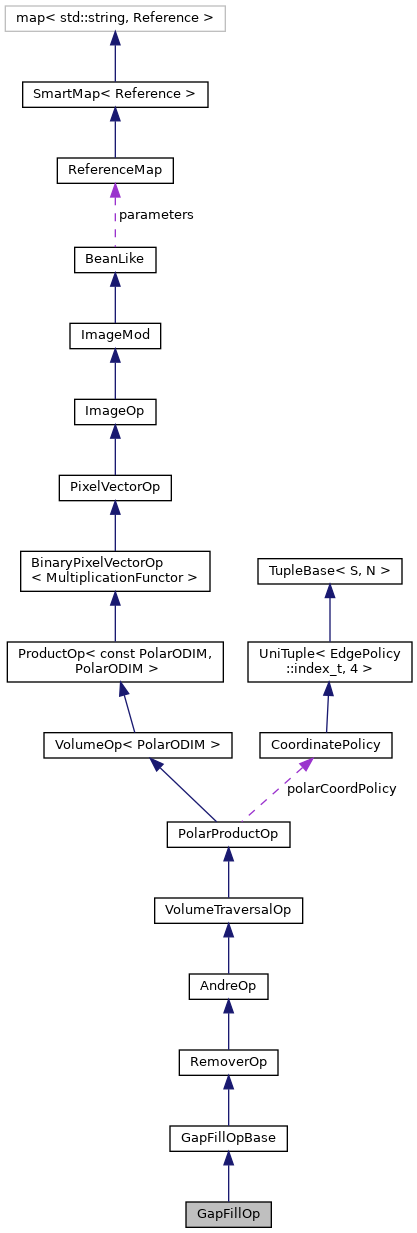 map< std::string, Reference >
SmartMap< Reference >
ReferenceMap
parameters
BeanLike
ImageMod
ImageOp
PixelVectorOp
BinaryPixelVectorOp
< MultiplicationFunctor >
TupleBase< S, N >
ProductOp< const PolarODIM,
PolarODIM >
UniTuple< EdgePolicy
::index_t, 4 >
VolumeOp< PolarODIM >
CoordinatePolicy
polarCoordPolicy
PolarProductOp
VolumeTraversalOp
AndreOp
RemoverOp
GapFillOpBase
GapFillOp